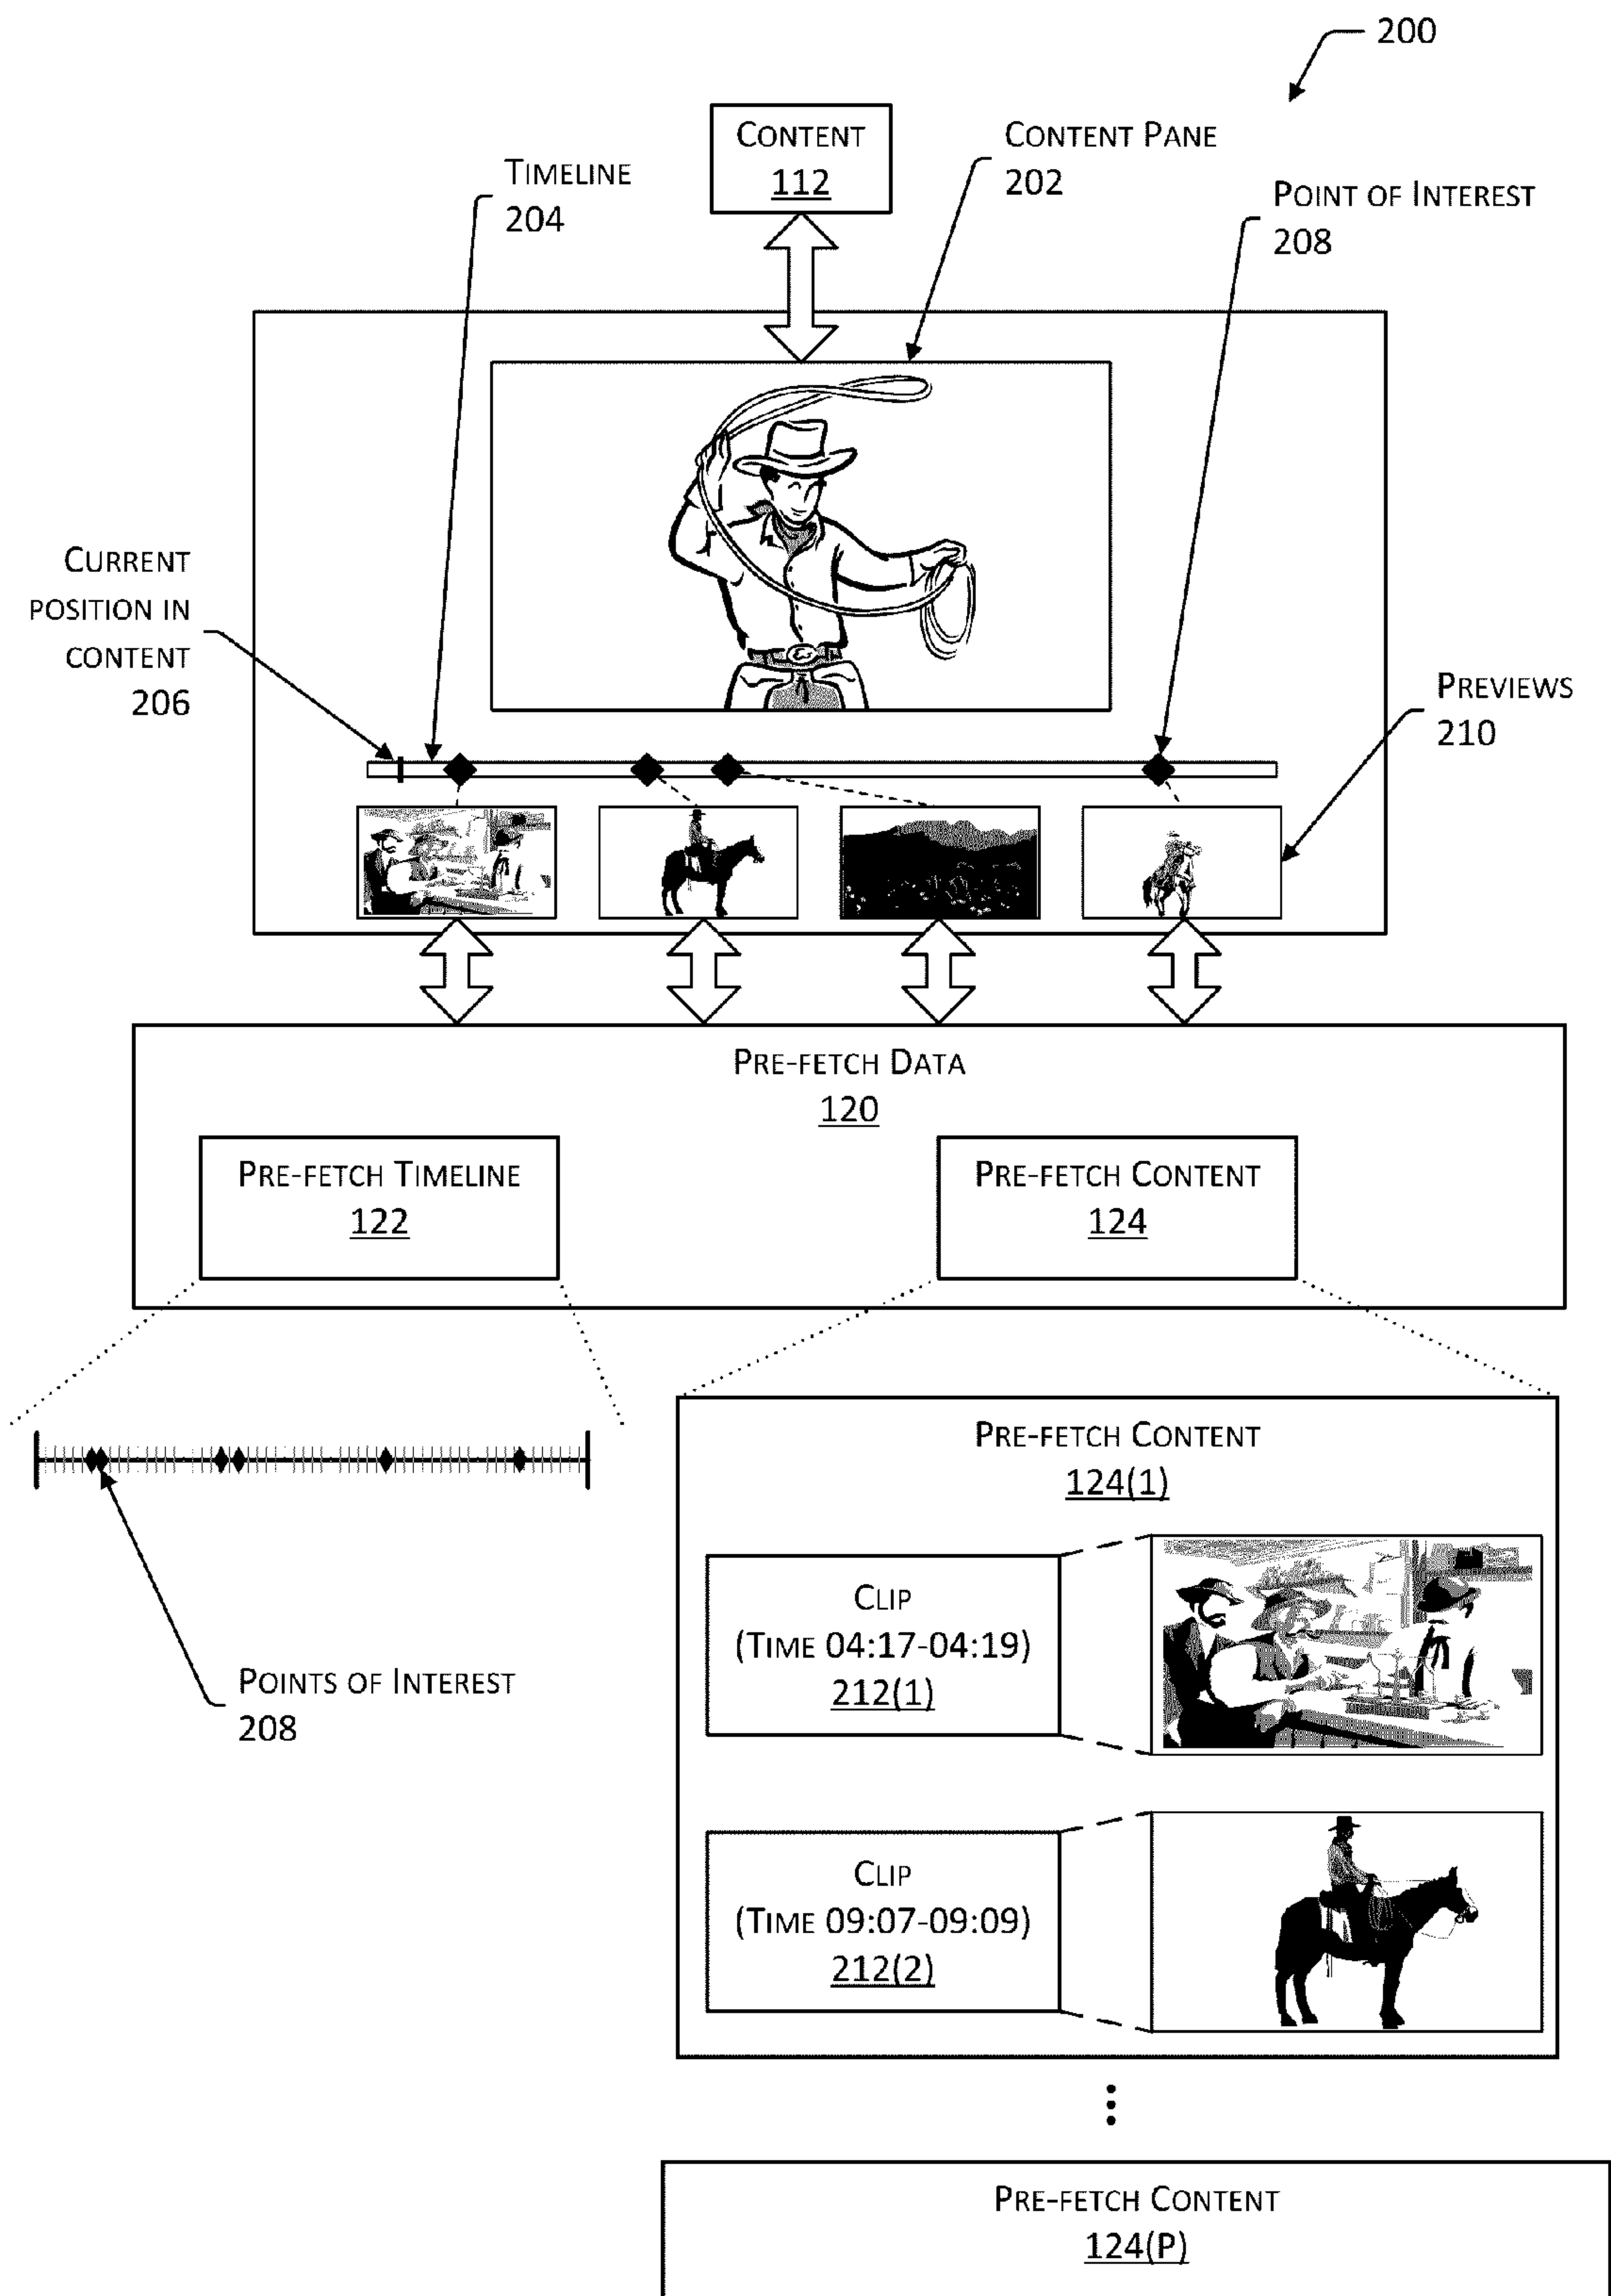 200
CONTENT
112
CONTENT PANE
202
TIMELINE
204
POINT OF INTEREST
208
CURRENT
POSITION IN
CONTENT
206
PREVIEWS
210
PRE-FETCH DATA
120
PRE-FETCH TIMELINE
122
PRE-FETCH CONTENT
124
PRE-FETCH CONTENT
124(1)
CLIP
(TIME 04:17-04:19)
212(1)
POINTS OF INTEREST
208
CLIP
(TIME 09:07-09:09)
212(2)
PRE-FETCH CONTENT
124(P)